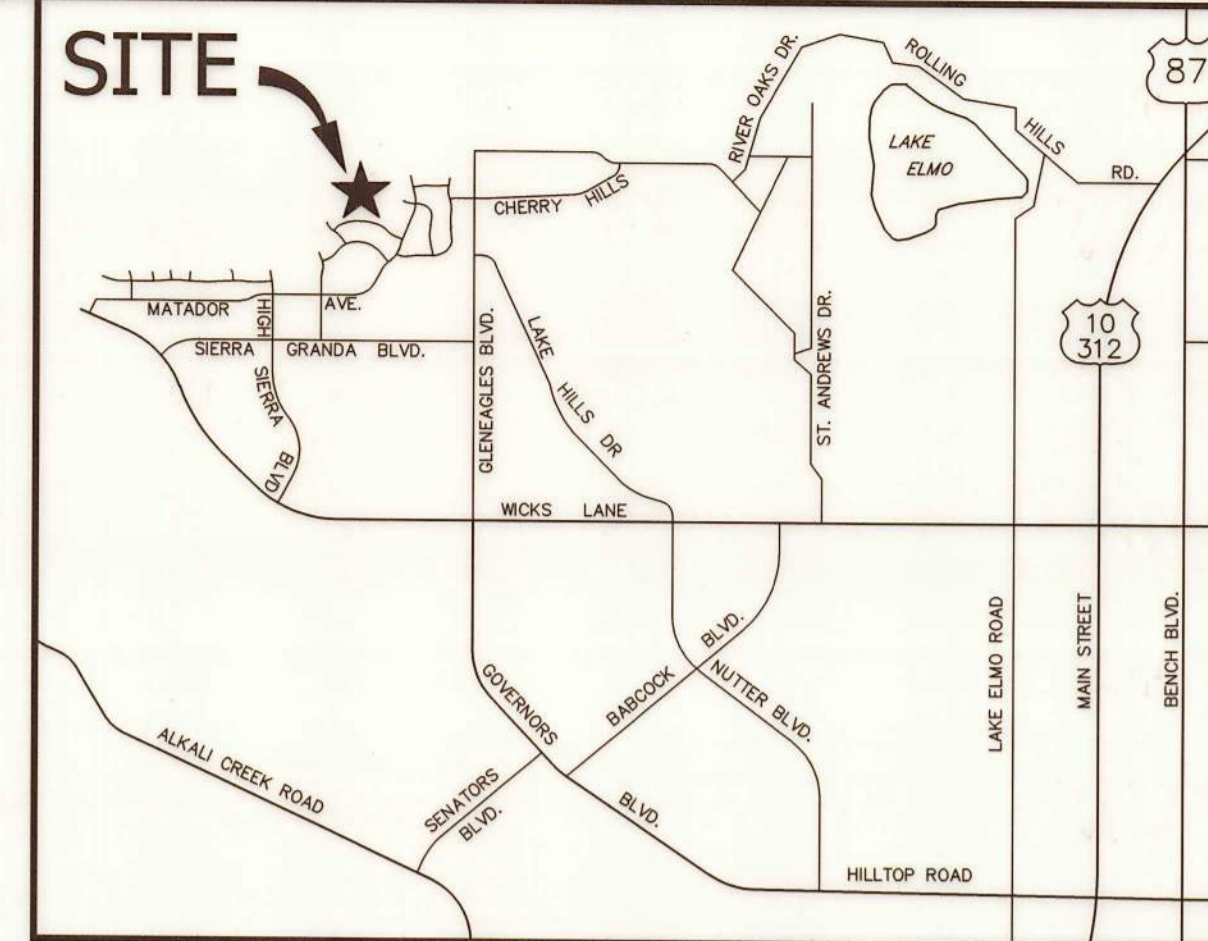 SITE
RIVER OAKS DR.
ROLLING
HILLS
RD.
87
LAKE
ELMO
CHERRY HILLS
MATADOR AVE.
HIGH
SIERRA
BLVD
SIERRA GRANDA BLVD.
GLENEAGLES BLVD.
LAKE
HILLS DR
ST. ANDREWS DR.
10
312
WICKS LANE
GOVERNORS
BLVD.
BABCOCK BLVD.
NUTTER BLVD.
LAKE ELMO ROAD
MAIN STREET
BENCH BLVD.
ALKALI CREEK ROAD
SENATORS
BLVD.
HILLTOP ROAD